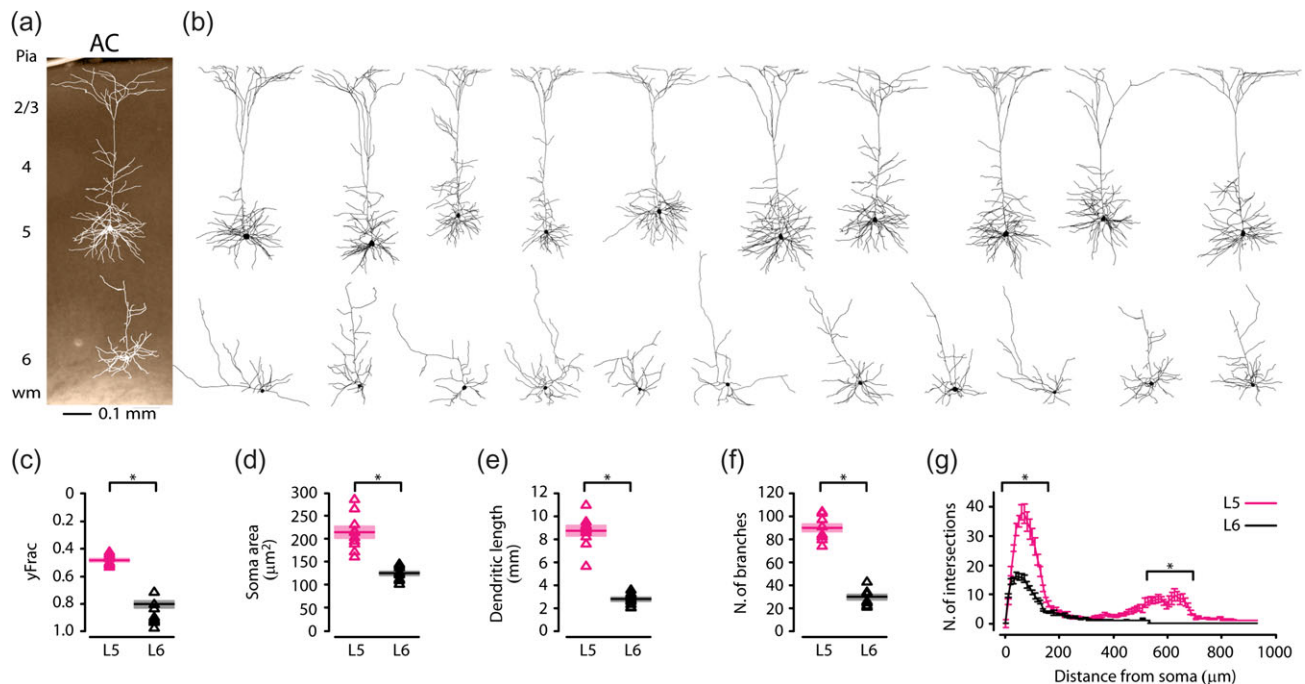 (a)
(b)
AC
Pia
2/3
4
5
6
wm
0.1 mm
(c)
(d)
(e)
(f)
(g)
*
0
0.2
0.4
0.6
0.8
1.0
yFrac
L5 L6
*
300
250
200
150
100
50
0
Soma area
(μm²)
L5 L6
*
12
10
8
6
4
2
0
Dendritic length
(mm)
L5 L6
*
120
100
80
60
40
20
0
N. of branches
L5 L6
*
*
L5
L6
40
30
20
10
0
N. of intersections
0 200 400 600 800 1000
Distance from soma (μm)